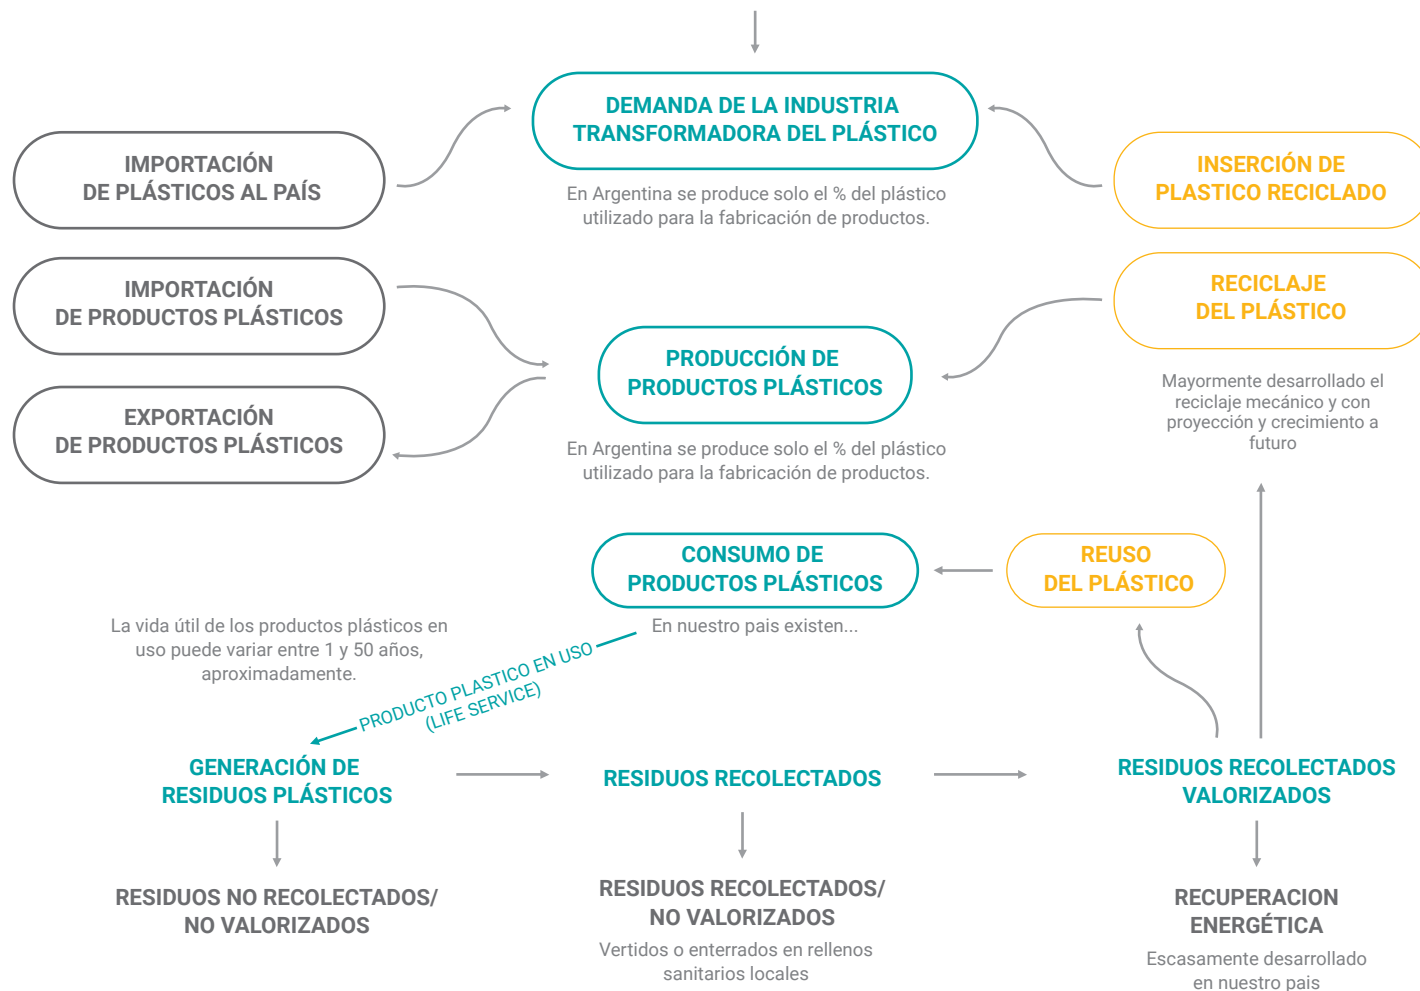 DEMANDA DE LA INDUSTRIA
TRANSFORMADORA DEL PLÁSTICO
En Argentina se produce solo el % del plástico
utilizado para la fabricación de productos.
IMPORTACIÓN
DE PLÁSTICOS AL PAÍS
INSERCIÓN DE
PLASTICO RECICLADO
IMPORTACIÓN
DE PRODUCTOS PLÁSTICOS
RECICLAJE
DEL PLÁSTICO
Mayormente desarrollado el
reciclaje mecánico y con
proyección y crecimiento a
futuro
PRODUCCIÓN DE
PRODUCTOS PLÁSTICOS
En Argentina se produce solo el % del plástico
utilizado para la fabricación de productos.
EXPORTACIÓN
DE PRODUCTOS PLÁSTICOS
CONSUMO DE
PRODUCTOS PLÁSTICOS
En nuestro pais existen...
REUSO
DEL PLÁSTICO
La vida útil de los productos plásticos en
uso puede variar entre 1 y 50 años,
aproximadamente.
PRODUCTO PLASTICO EN USO
(LIFE SERVICE)
GENERACIÓN DE
RESIDUOS PLÁSTICOS
RESIDUOS RECOLECTADOS
RESIDUOS RECOLECTADOS
VALORIZADOS
RESIDUOS NO RECOLECTADOS/
NO VALORIZADOS
RESIDUOS RECOLECTADOS/
NO VALORIZADOS
Vertidos o enterrados en rellenos
sanitarios locales
RECUPERACION
ENERGÉTICA
Escasamente desarrollado
en nuestro pais